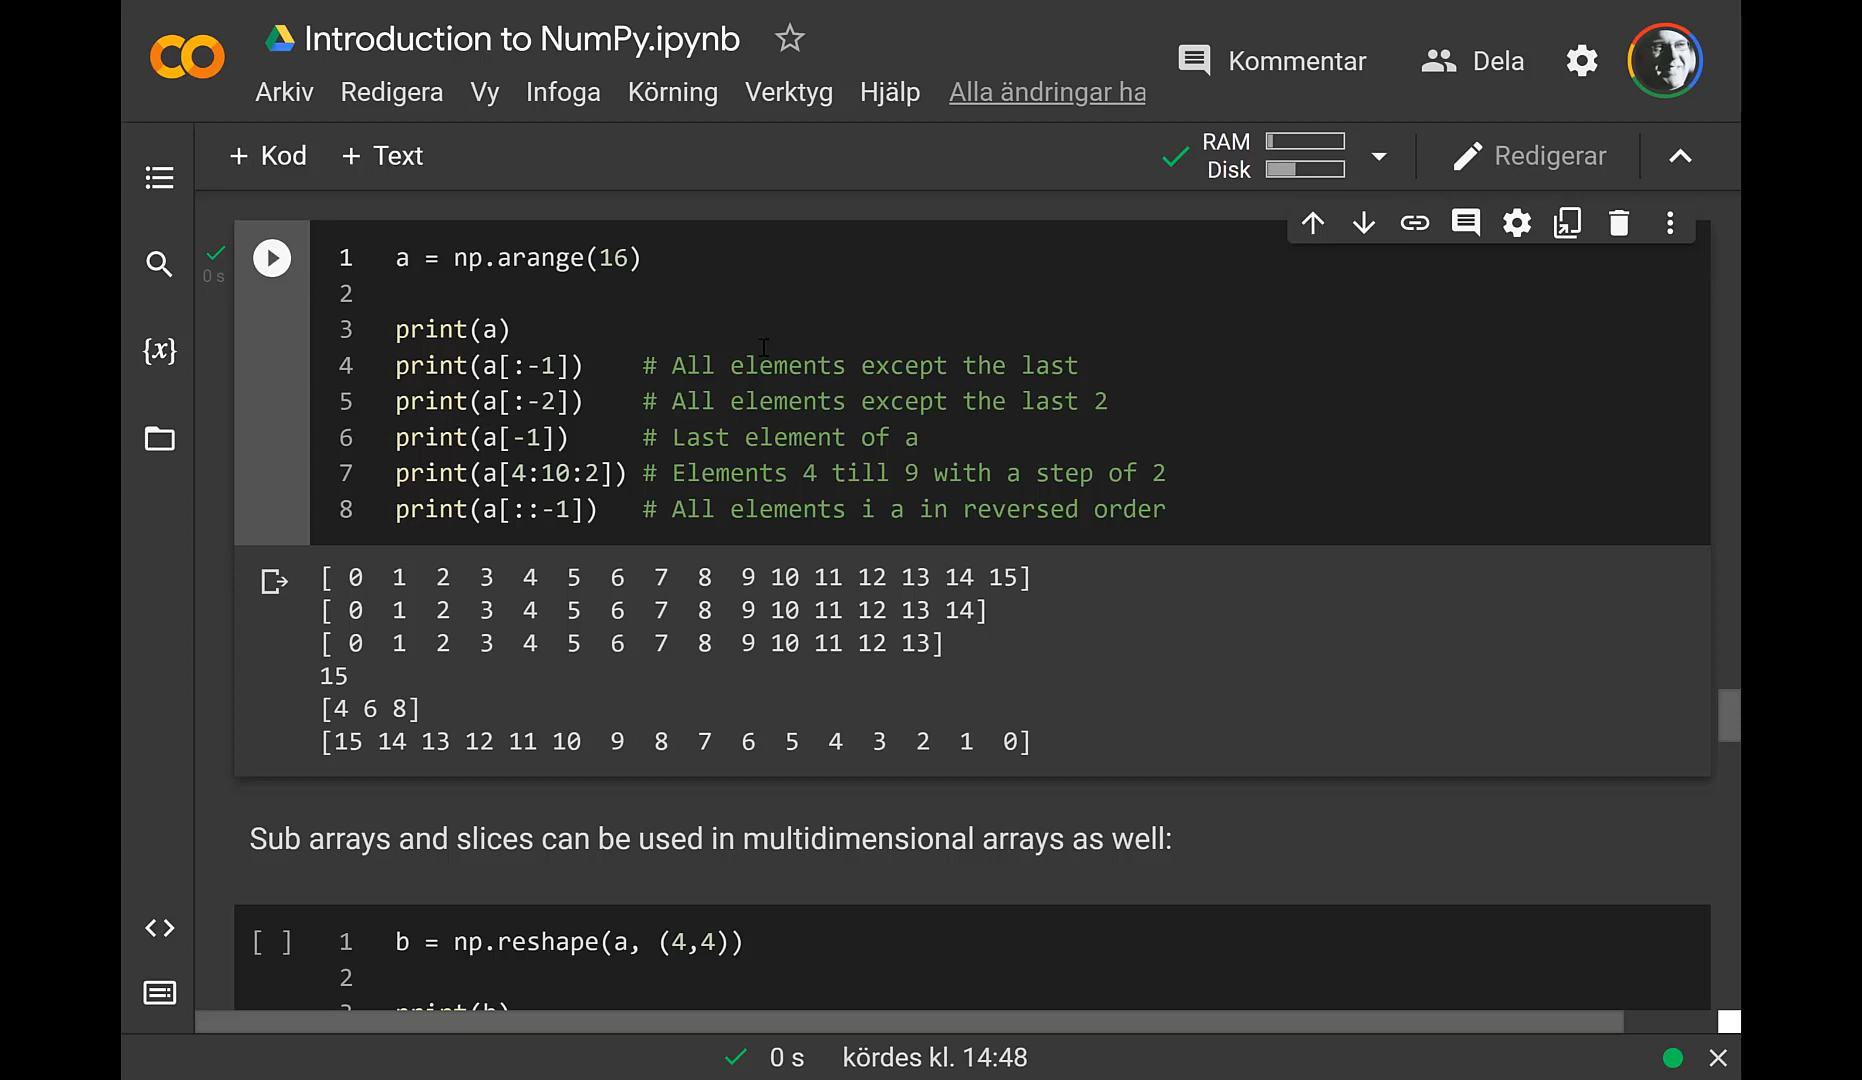 Introduction to NumPy.ipynb
Kommentar
Dela
Arkiv Redigera Vy Infoga Körning Verktyg Hjälp Alla ändringar ha
+ Kod + Text
RAM
Disk
Redigerar
0 s
1 a = np.arange(16)
2
3 print(a)
4 print(a[:-1]) # All elements except the last
5 print(a[:-2]) # All elements except the last 2
6 print(a[-1]) # Last element of a
7 print(a[4:10:2]) # Elements 4 till 9 with a step of 2
8 print(a[::-1]) # All elements i a in reversed order
[ 0 1 2 3 4 5 6 7 8 9 10 11 12 13 14 15]
[ 0 1 2 3 4 5 6 7 8 9 10 11 12 13 14]
[ 0 1 2 3 4 5 6 7 8 9 10 11 12 13]
15
[4 6 8]
[15 14 13 12 11 10 9 8 7 6 5 4 3 2 1 0]
Sub arrays and slices can be used in multidimensional arrays as well:
[ ] 1 b = np.reshape(a, (4,4))
2
3 print(b)
0 s kördes kl. 14:48